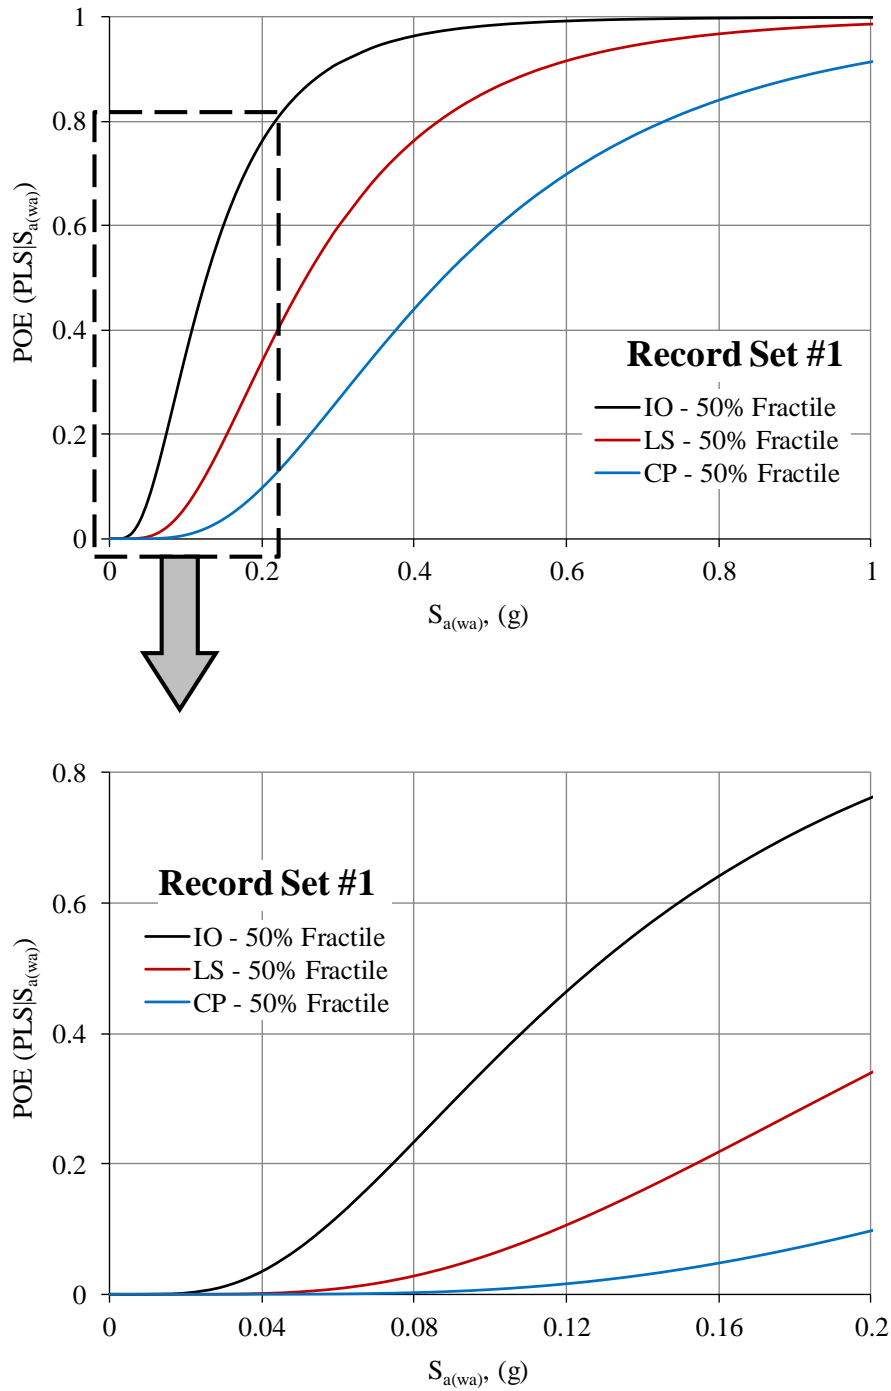 1
0.8
0.6
0.4
0.2
0
POE (PLS|Sa(wa))
Record Set #1
IO - 50% Fractile
LS - 50% Fractile
CP - 50% Fractile
0 0.2 0.4 0.6 0.8 1
Sa(wa), (g)
0.8
0.6
0.4
0.2
0
POE (PLS|Sa(wa))
Record Set #1
IO - 50% Fractile
LS - 50% Fractile
CP - 50% Fractile
0 0.04 0.08 0.12 0.16 0.2
Sa(wa), (g)